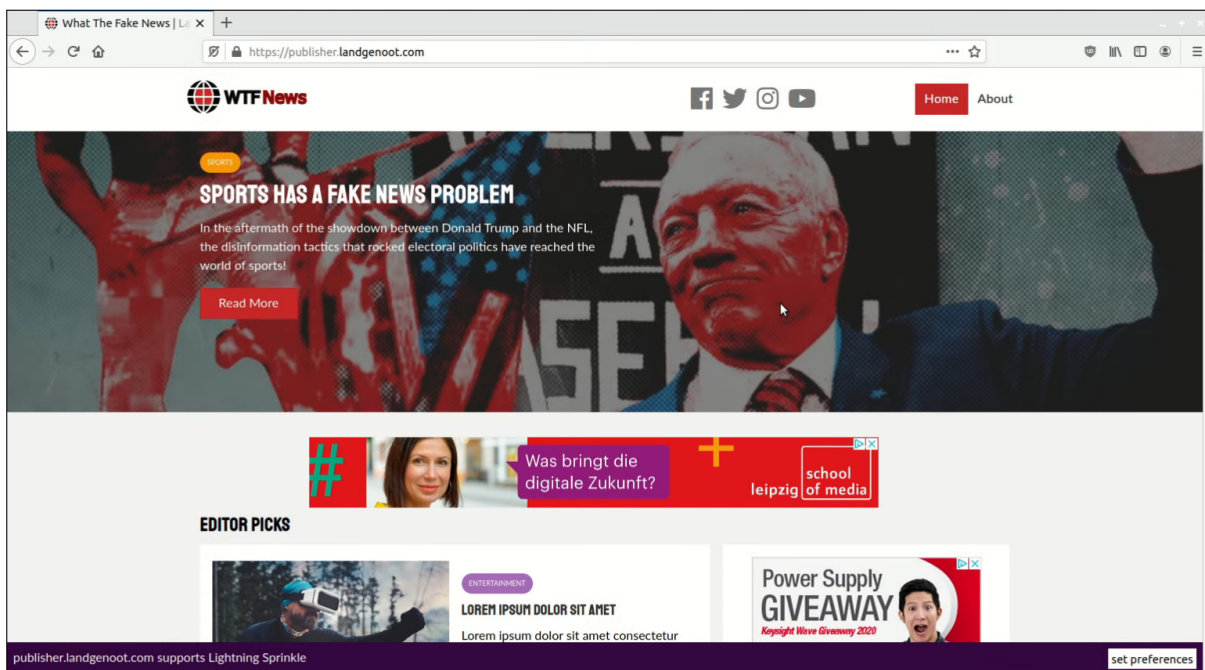 What The Fake News | La
https://publisher.landgenoot.com
WTFNews
Home About
SPORTS
SPORTS HAS A FAKE NEWS PROBLEM
In the aftermath of the showdown between Donald Trump and the NFL,
the disinformation tactics that rocked electoral politics have reached the
world of sports!
Read More
#
Was bringt die
digitale Zukunft?
+
school
leipzig of media
EDITOR PICKS
ENTERTAINMENT
LOREM IPSUM DOLOR SIT AMET
Lorem ipsum dolor sit amet consectetur
Power Supply
GIVEAWAY
Keysight Wave Giveaway 2020
publisher.landgenoot.com supports Lightning Sprinkle
set preferences